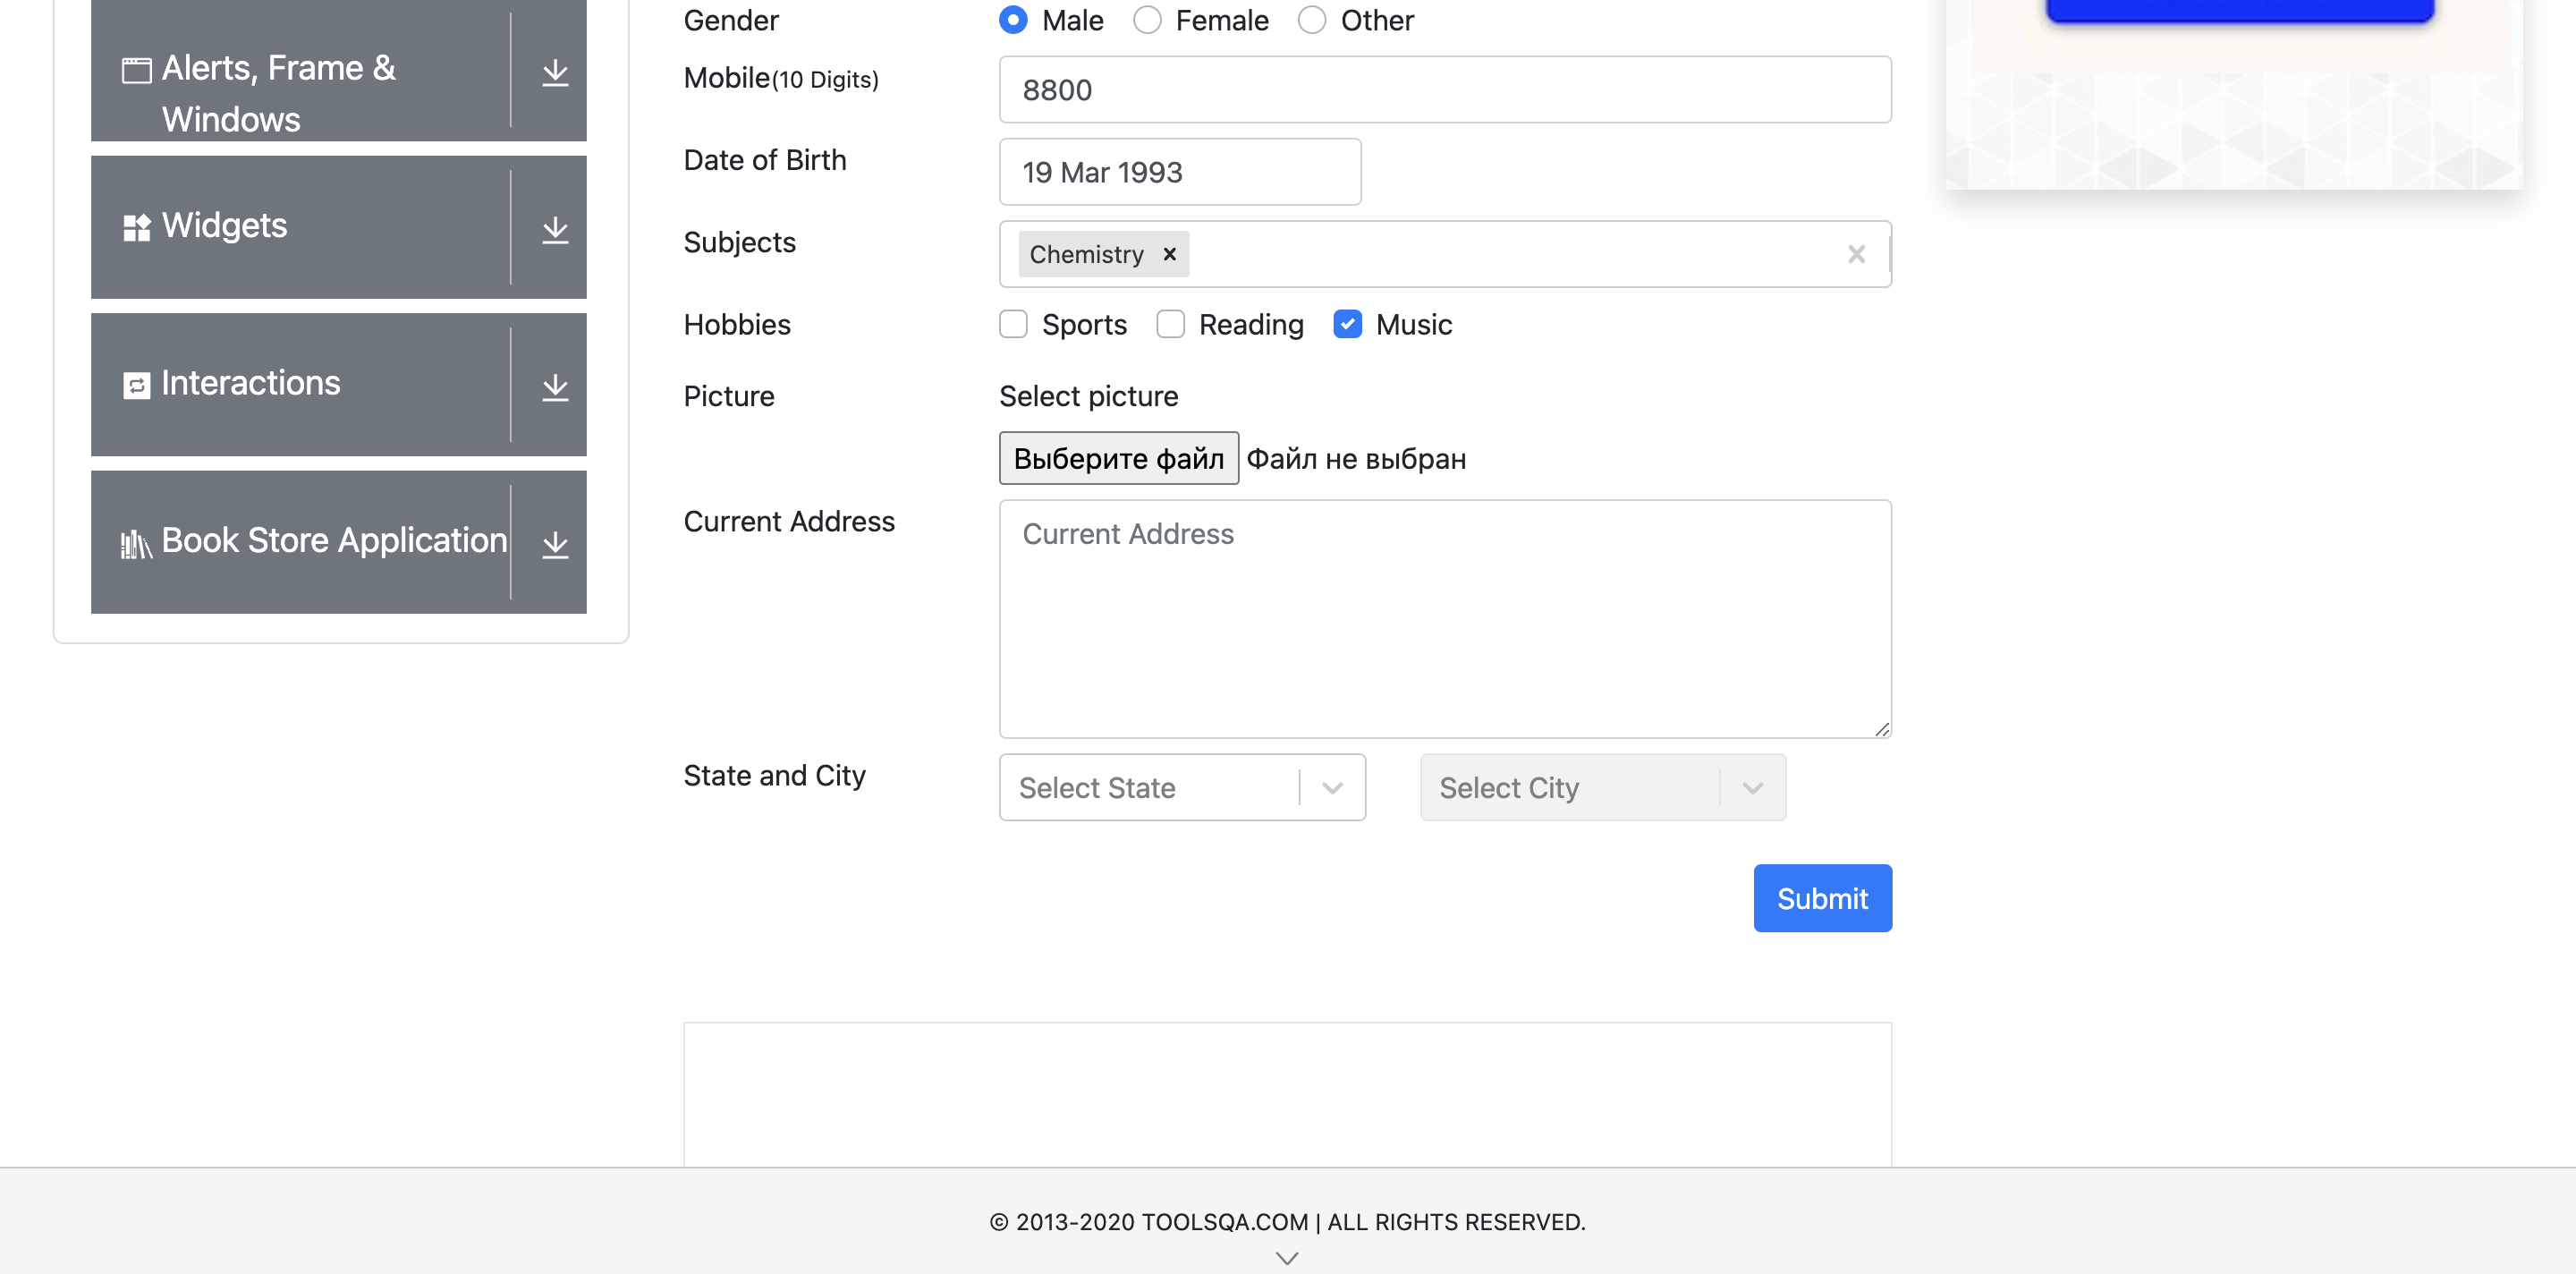 Alerts, Frame &
Windows
Widgets
Interactions
Book Store Application
Gender
Male
Female
Other
Mobile(10 Digits)
8800
Date of Birth
19 Mar 1993
Subjects
Chemistry
Hobbies
Sports
Reading
Music
Picture
Select picture
Выберите файл Файл не выбран
Current Address
Current Address
State and City
Select State
Select City
Submit
© 2013-2020 TOOLSQA.COM | ALL RIGHTS RESERVED.